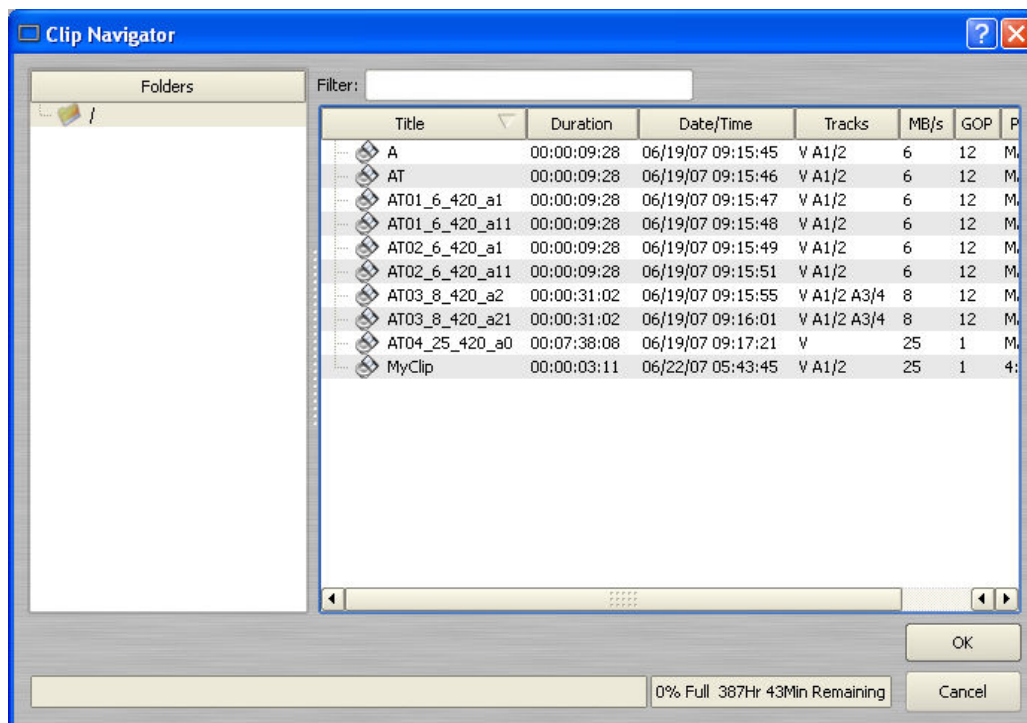 Clip Navigator
Folders
/
Filter:
Title Duration Date/Time Tracks MB/s GOP P
A 00:00:09:28 06/19/07 09:15:45 V A1/2 6 12 M
AT 00:00:09:28 06/19/07 09:15:46 V A1/2 6 12 M
AT01_6_420_a1 00:00:09:28 06/19/07 09:15:47 V A1/2 6 12 M
AT01_6_420_a11 00:00:09:28 06/19/07 09:15:48 V A1/2 6 12 M
AT02_6_420_a1 00:00:09:28 06/19/07 09:15:49 V A1/2 6 12 M
AT02_6_420_a11 00:00:09:28 06/19/07 09:15:51 V A1/2 6 12 M
AT03_8_420_a2 00:00:31:02 06/19/07 09:15:55 V A1/2 A3/4 8 12 M
AT03_8_420_a21 00:00:31:02 06/19/07 09:16:01 V A1/2 A3/4 8 12 M
AT04_25_420_a0 00:07:38:08 06/19/07 09:17:21 V 25 1 M
MyClip 00:00:03:11 06/22/07 05:43:45 V A1/2 25 1 4:
OK
0% Full 387Hr 43Min Remaining
Cancel